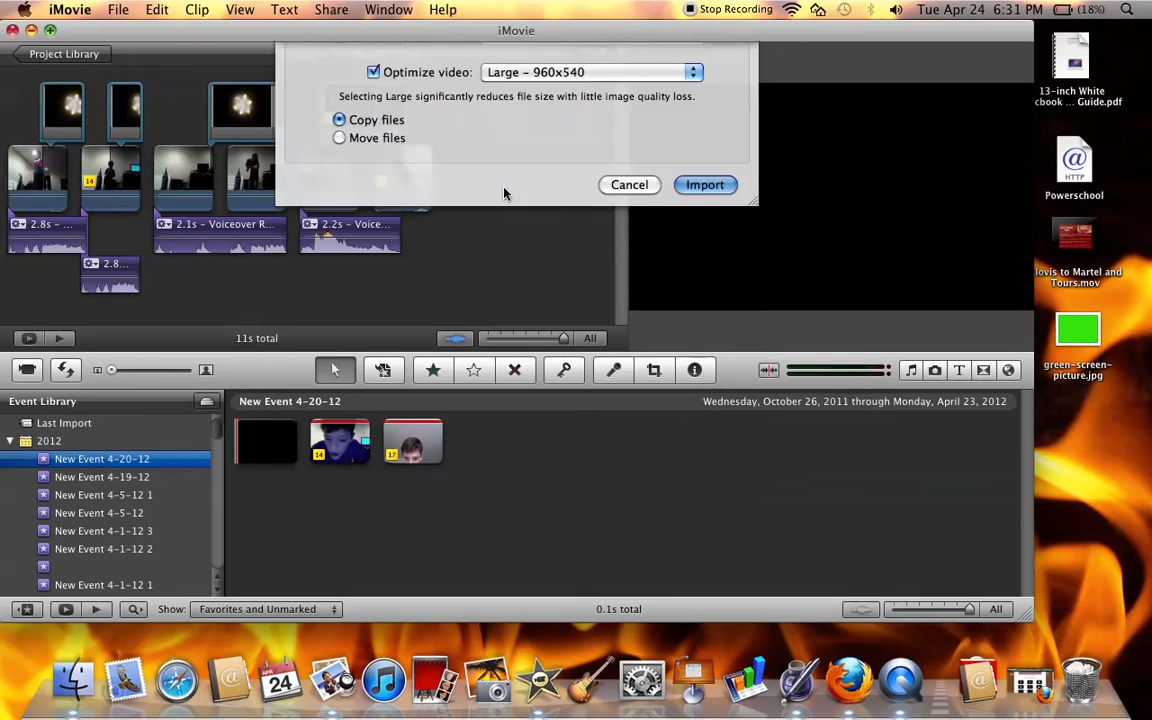 iMovie File Edit Clip View Text Share Window Help Stop Recording Tue Apr 24 6:31 PM (18%)
iMovie
Project Library
Optimize video: Large – 960x540
Selecting Large significantly reduces file size with little image quality loss.
Copy files
Move files
Cancel Import
13-inch White
cbook ... Guide.pdf
HTTP
Powerschool
lovis to Martel and
Tours.mov
green-screen-
picture.jpg
14
2.8s – ... 2.1s – Voiceover R... 2.2s – Voice...
2.8...
11s total All
Event Library New Event 4-20-12 Wednesday, October 26, 2011 through Monday, April 23, 2012
Last Import
2012
14 17
New Event 4-20-12
New Event 4-19-12
New Event 4-5-12 1
New Event 4-5-12
New Event 4-1-12 3
New Event 4-1-12 2
New Event 4-1-12 1
Show: Favorites and Unmarked 0.1s total All
24